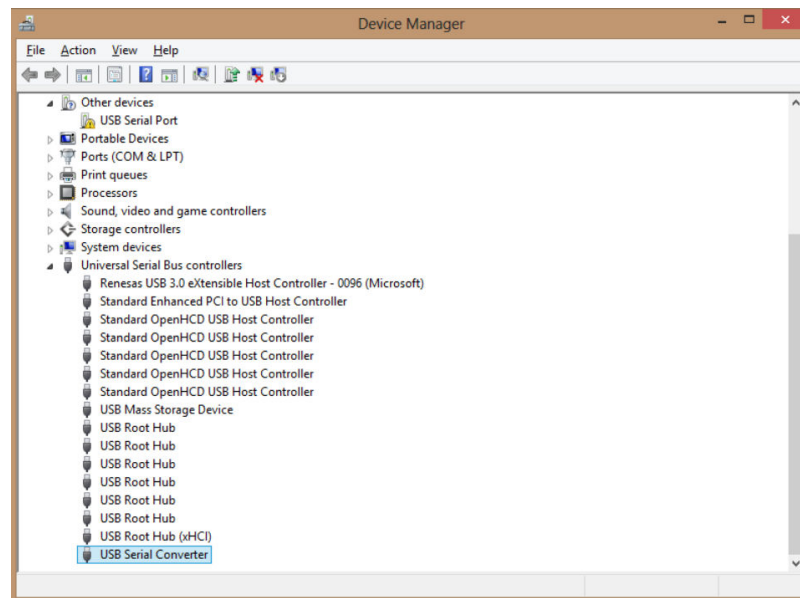 Device Manager
File Action View Help
Other devices
USB Serial Port
Portable Devices
Ports (COM & LPT)
Print queues
Processors
Sound, video and game controllers
Storage controllers
System devices
Universal Serial Bus controllers
Renesas USB 3.0 eXtensible Host Controller - 0096 (Microsoft)
Standard Enhanced PCI to USB Host Controller
Standard OpenHCD USB Host Controller
Standard OpenHCD USB Host Controller
Standard OpenHCD USB Host Controller
Standard OpenHCD USB Host Controller
Standard OpenHCD USB Host Controller
USB Mass Storage Device
USB Root Hub
USB Root Hub
USB Root Hub
USB Root Hub
USB Root Hub
USB Root Hub
USB Root Hub (xHCI)
USB Serial Converter